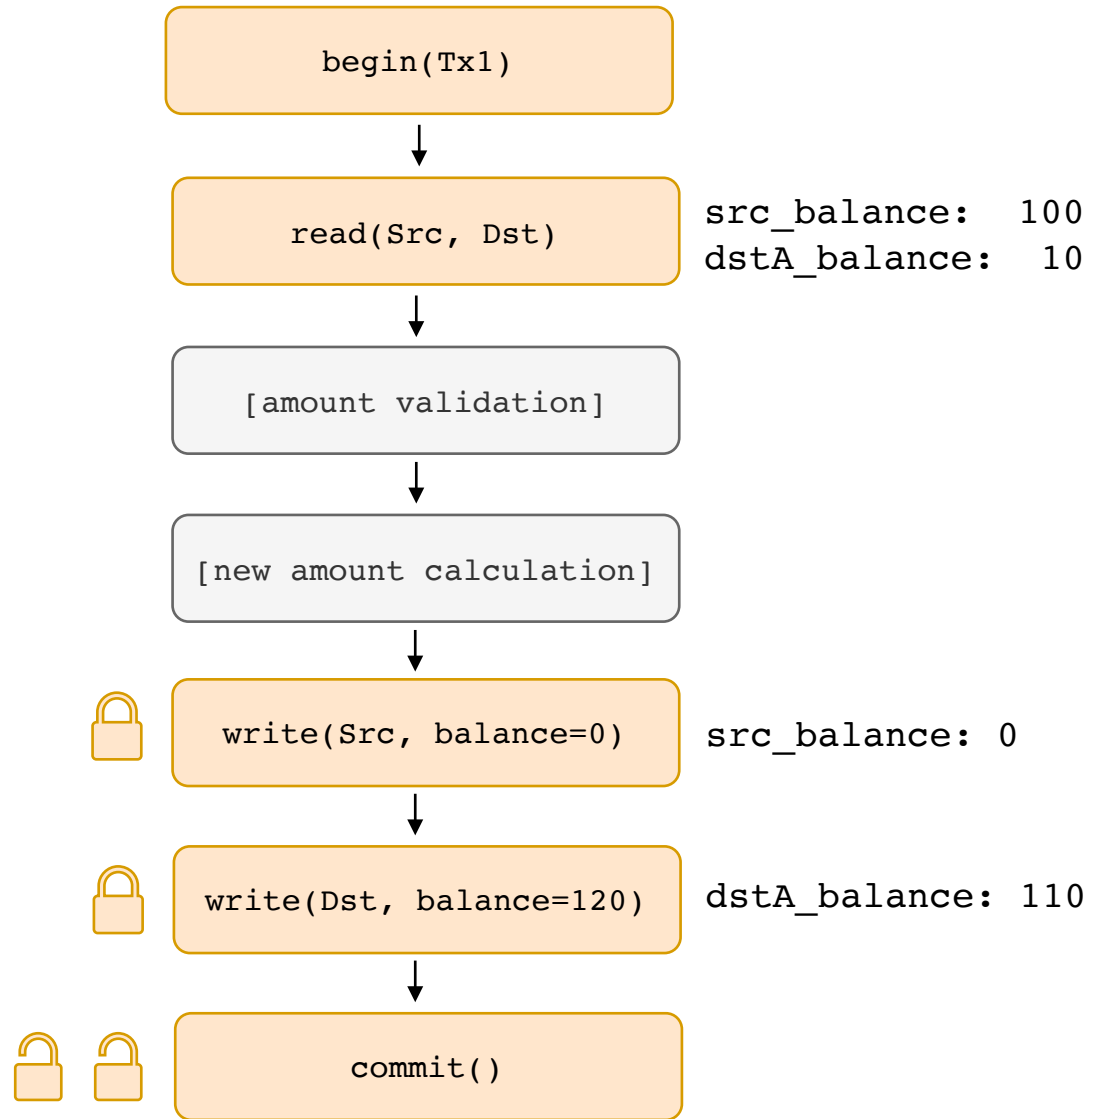 begin(Tx1)
read(Src, Dst)
src_balance:  100
dstA_balance:  10
[amount validation]
[new amount calculation]
write(Src, balance=0)
src_balance: 0
write(Dst, balance=120)
dstA_balance: 110
commit()